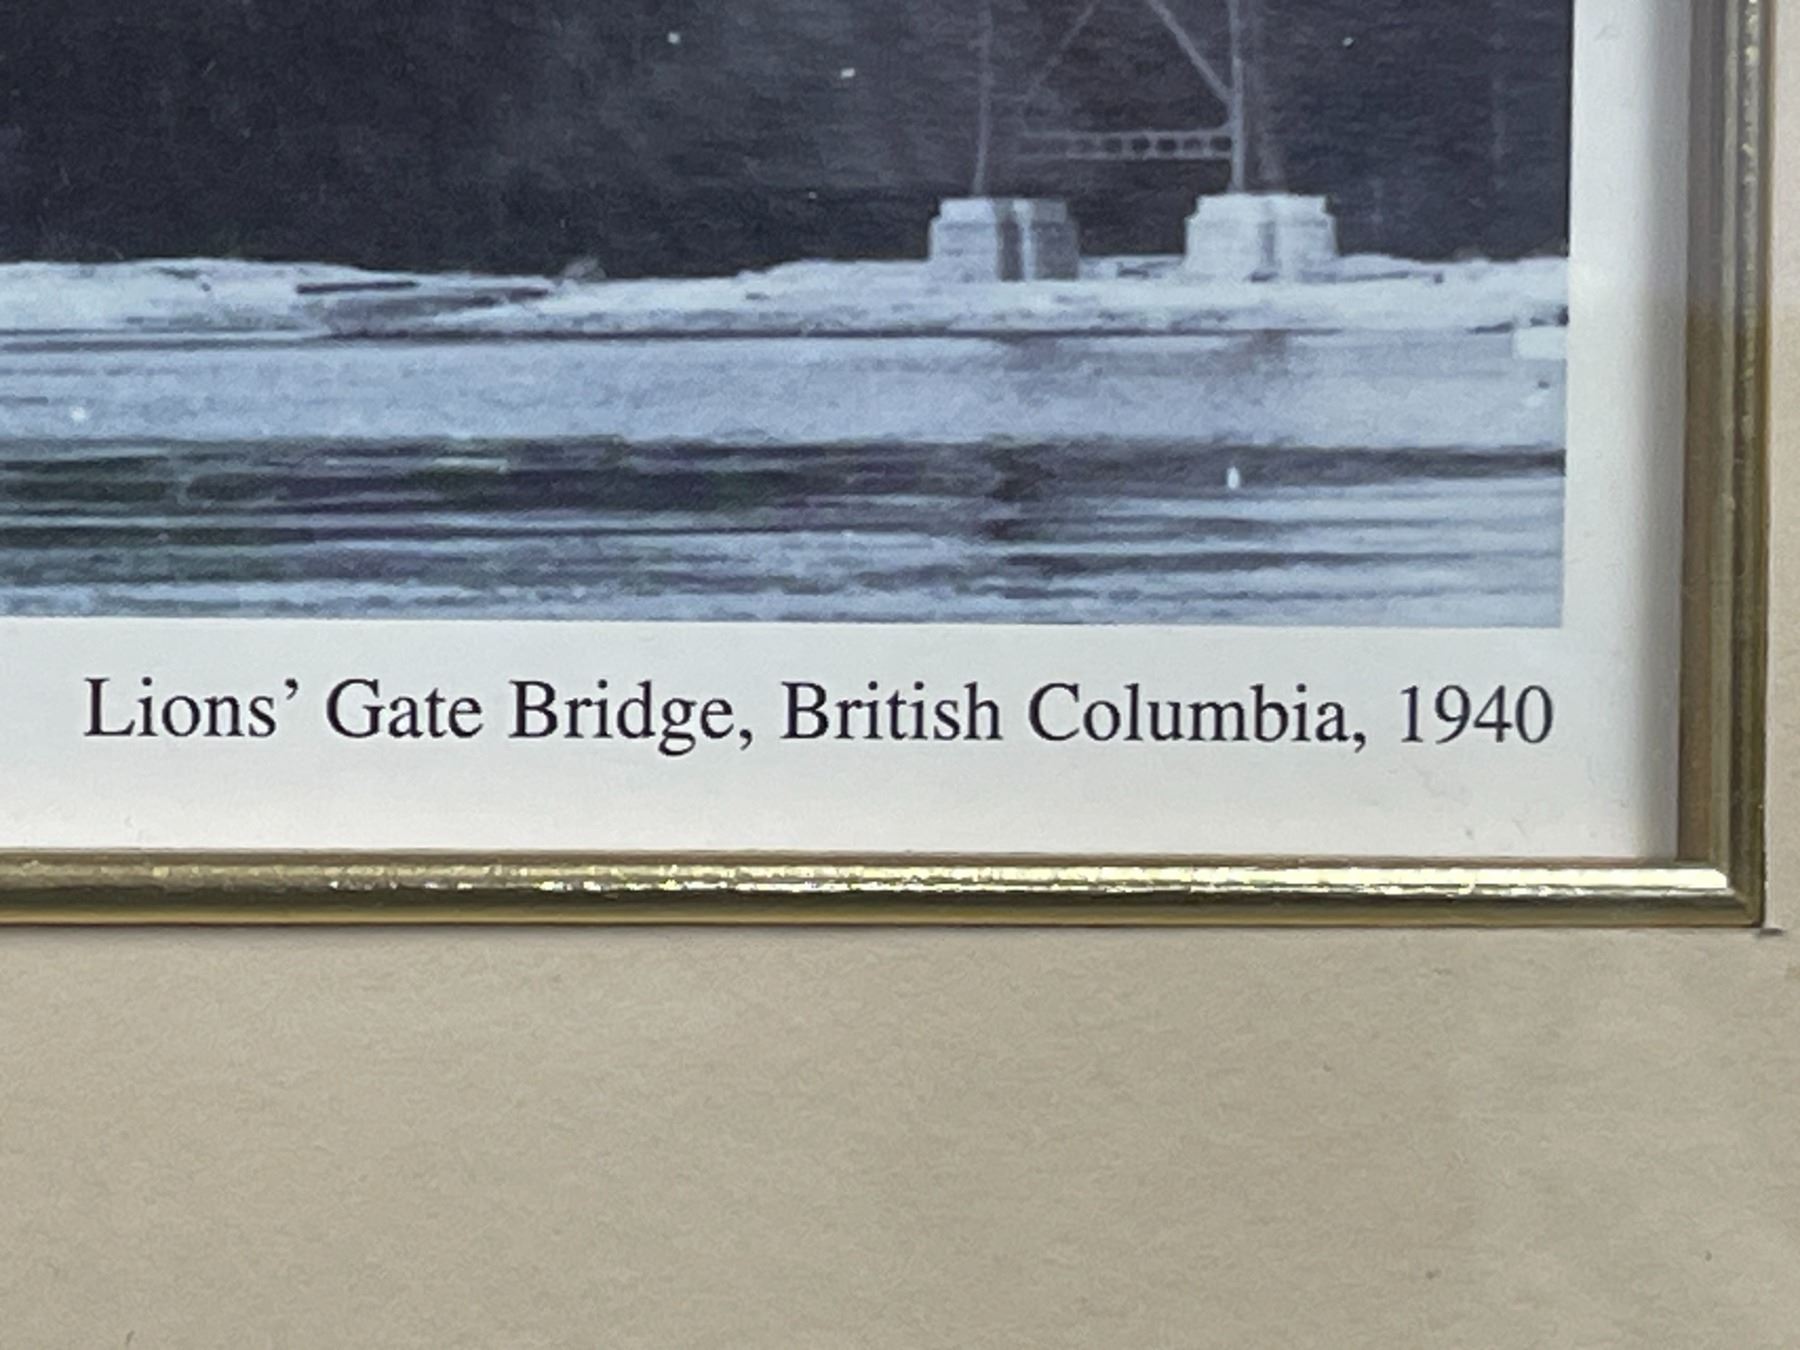 Lions’ Gate Bridge, British Columbia, 1940